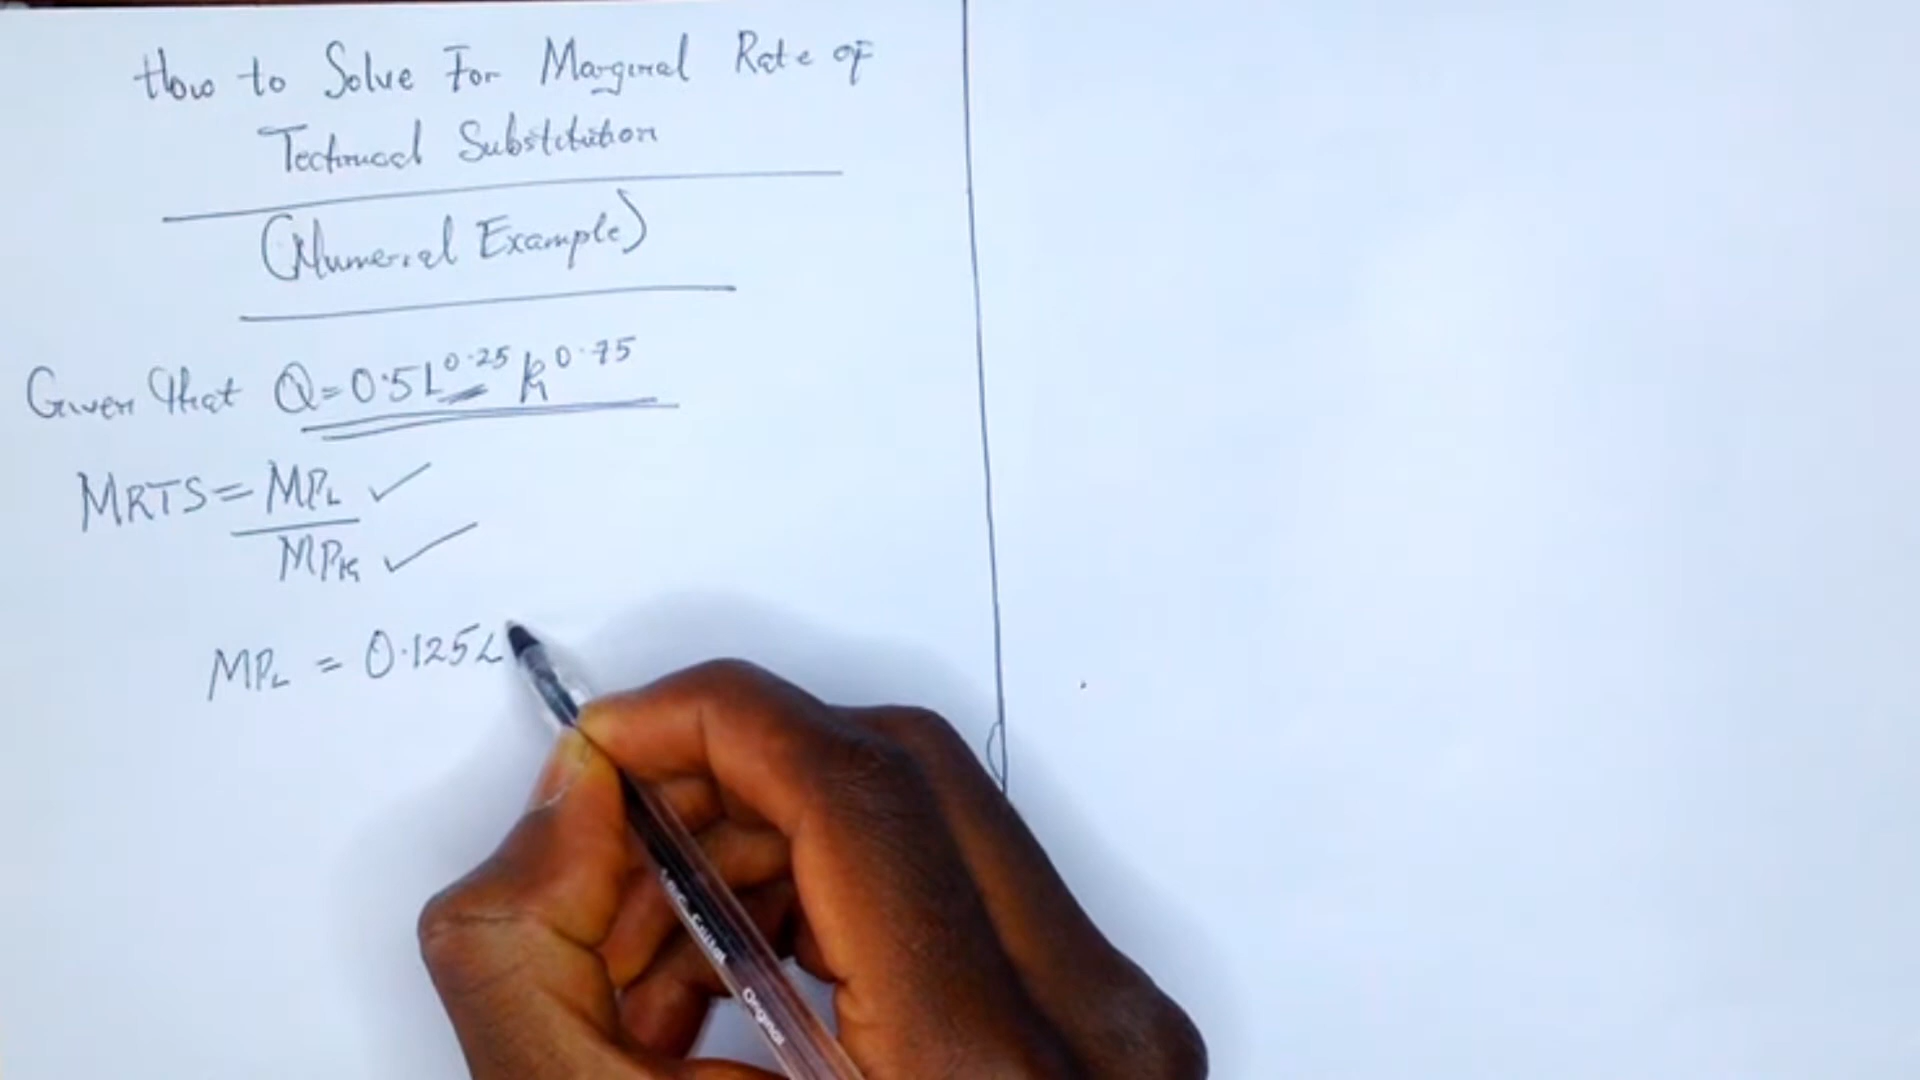 How to Solve For Marginal Rate of
Technical Substitution
(Numerical Example)
Given that Q=0.5L^0.25 K^0.75
MRTS = MPL ✓
MPK ✓
MPL = 0.125L
Original